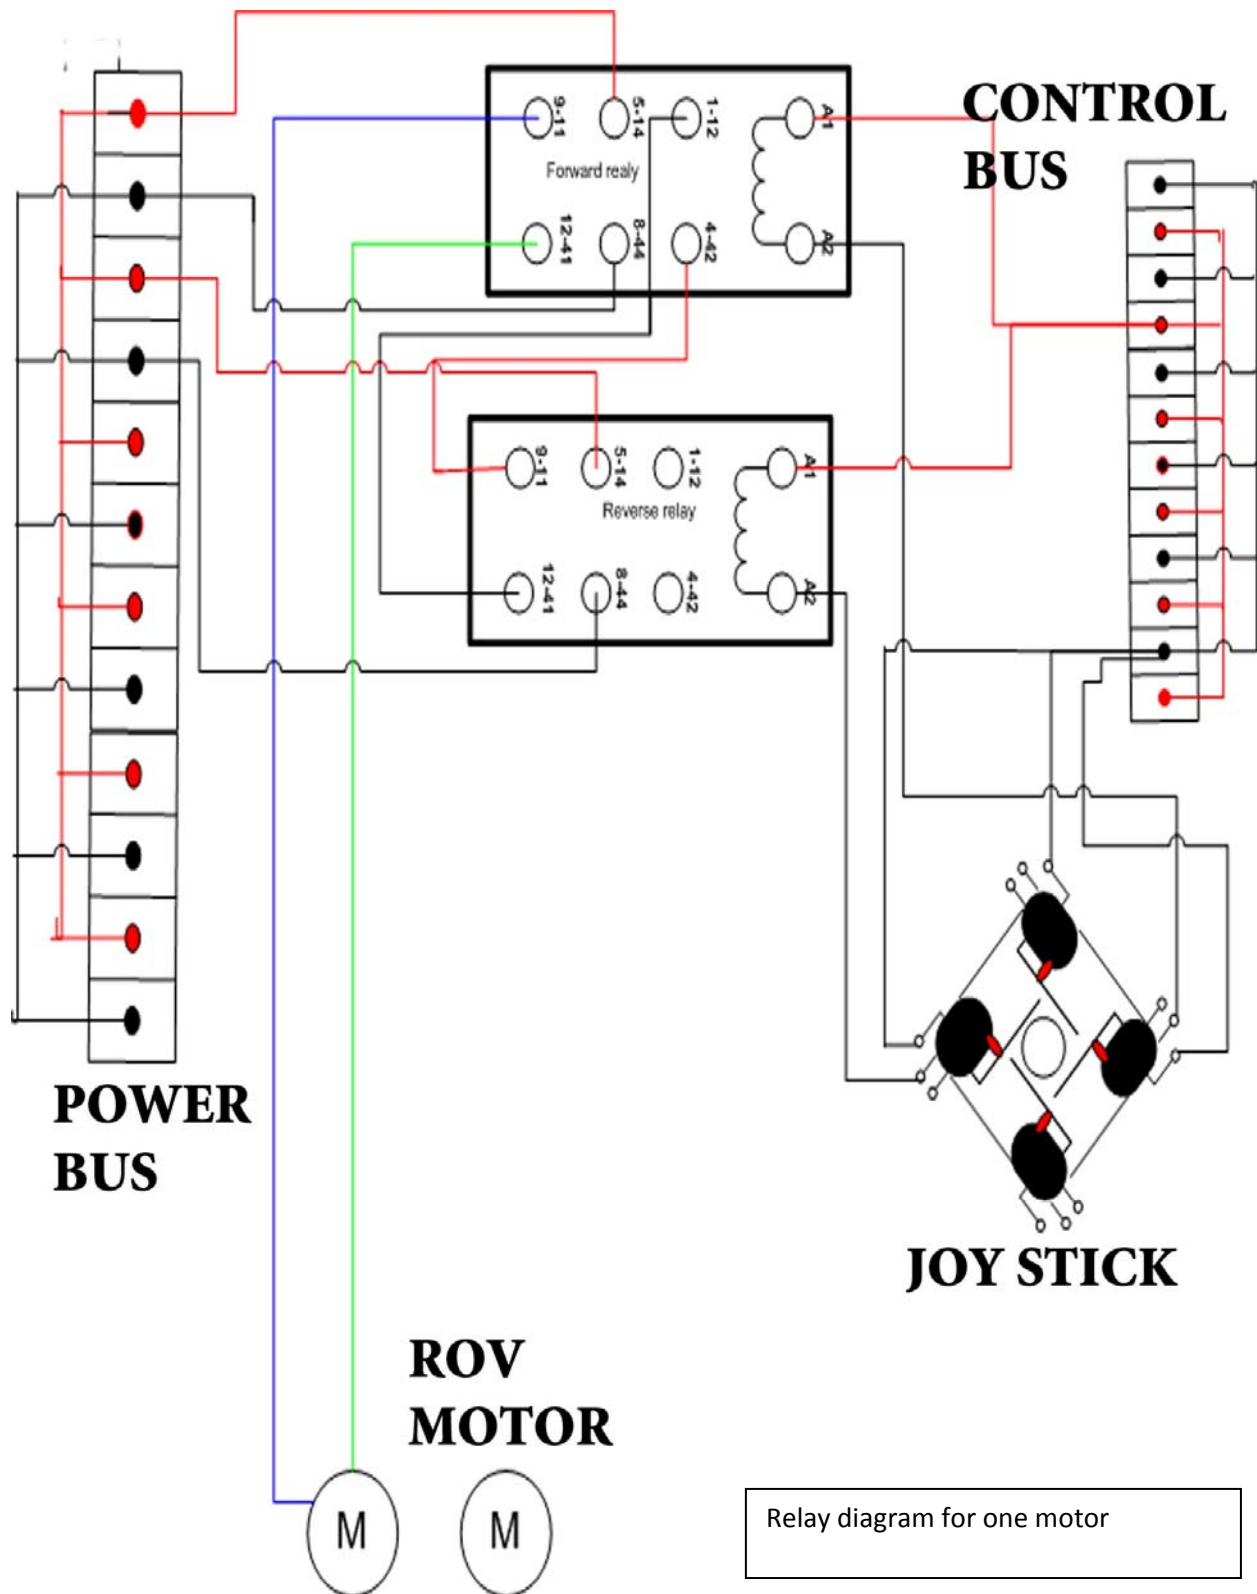 CONTROL
BUS
9-11
5-14
1-12
A1
Forward realy
12-41
8-44
4-42
A2
9-11
5-14
1-12
A1
Reverse relay
12-41
8-44
4-42
A2
POWER
BUS
JOY STICK
ROV
MOTOR
M
M
Relay diagram for one motor